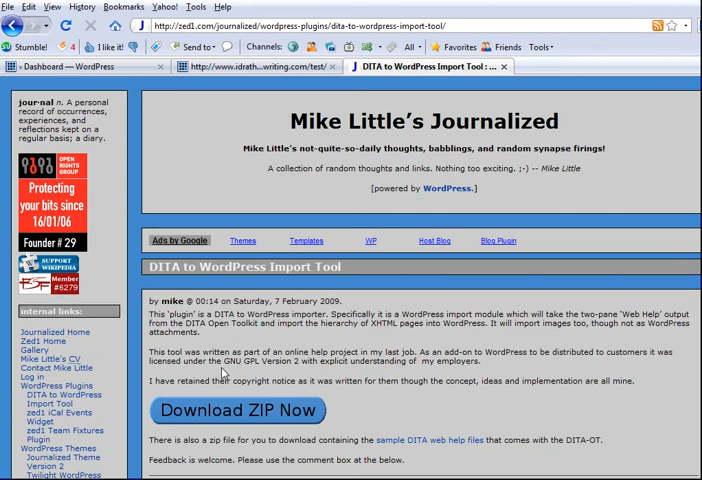 File Edit View History Bookmarks Yahoo! Tools Help
http://zed1.com/journalized/wordpress-plugins/dita-to-wordpress-import-tool/
Stumble! 4 I like it! Send to Channels: All Favorites Friends Tools
› Dashboard — WordPress http://www.idrath...writing.com/test/ DITA to WordPress Import Tool : ...
jour·nal n. A personal
record of occurrences,
experiences, and
reflections kept on a
regular basis; a diary.
OPEN
RIGHTS
GROUP
Protecting
your bits since
16/01/06
Founder # 29
SUPPORT
WIKIPEDIA
Member
#6279
internal links:
Journalized Home
Zed1 Home
Gallery
Mike Little's CV
Contact Mike Little
Log in
WordPress Plugins
DITA to WordPress
Import Tool
zed1 iCal Events
Widget
zed1 Team Fixtures
Plugin
WordPress Themes
Journalized Theme
Version 2
Twilight WordPress
Mike Little's Journalized
Mike Little's not-quite-so-daily thoughts, babblings, and random synapse firings!
A collection of random thoughts and links. Nothing too exciting. ;-) -- Mike Little
[powered by WordPress.]
Ads by Google Themes Templates WP Host Blog Blog Plugin
DITA to WordPress Import Tool
by mike @ 00:14 on Saturday, 7 February 2009.
This 'plugin' is a DITA to WordPress importer. Specifically it is a WordPress import module which will take the two-pane 'Web Help' output
from the DITA Open Toolkit and import the hierarchy of XHTML pages into WordPress. It will import images too, though not as WordPress
attachments.
This tool was written as part of an online help project in my last job. As an add-on to WordPress to be distributed to customers it was
licensed under the GNU GPL Version 2 with explicit understanding of my employers.
I have retained their copyright notice as it was written for them though the concept, ideas and implementation are all mine.
Download ZIP Now
There is also a zip file for you to download containing the sample DITA web help files that comes with the DITA-OT.
Feedback is welcome. Please use the comment box at the below.